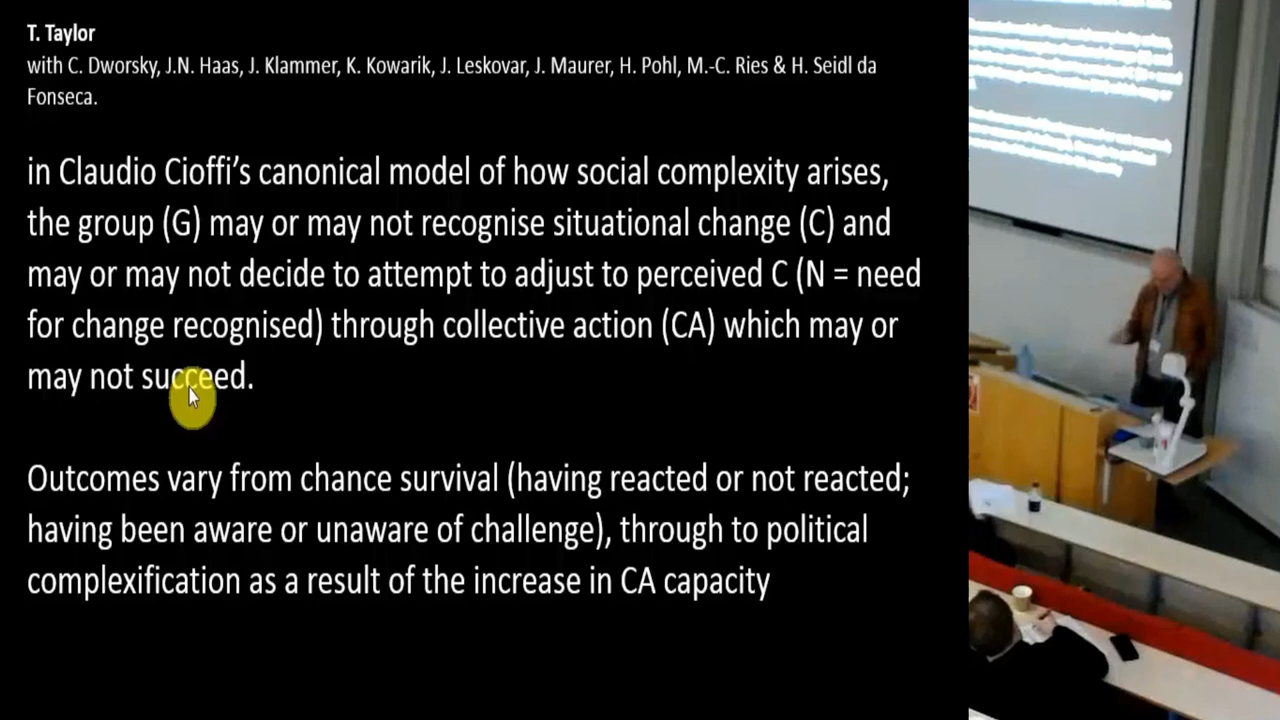 T. Taylor
with C. Dworsky, J.N. Haas, J. Klammer, K. Kowarik, J. Leskovar, J. Maurer, H. Pohl, M.-C. Ries & H. Seidl da
Fonseca.
in Claudio Cioffi’s canonical model of how social complexity arises,
the group (G) may or may not recognise situational change (C) and
may or may not decide to attempt to adjust to perceived C (N = need
for change recognised) through collective action (CA) which may or
may not succeed.
Outcomes vary from chance survival (having reacted or not reacted;
having been aware or unaware of challenge), through to political
complexification as a result of the increase in CA capacity